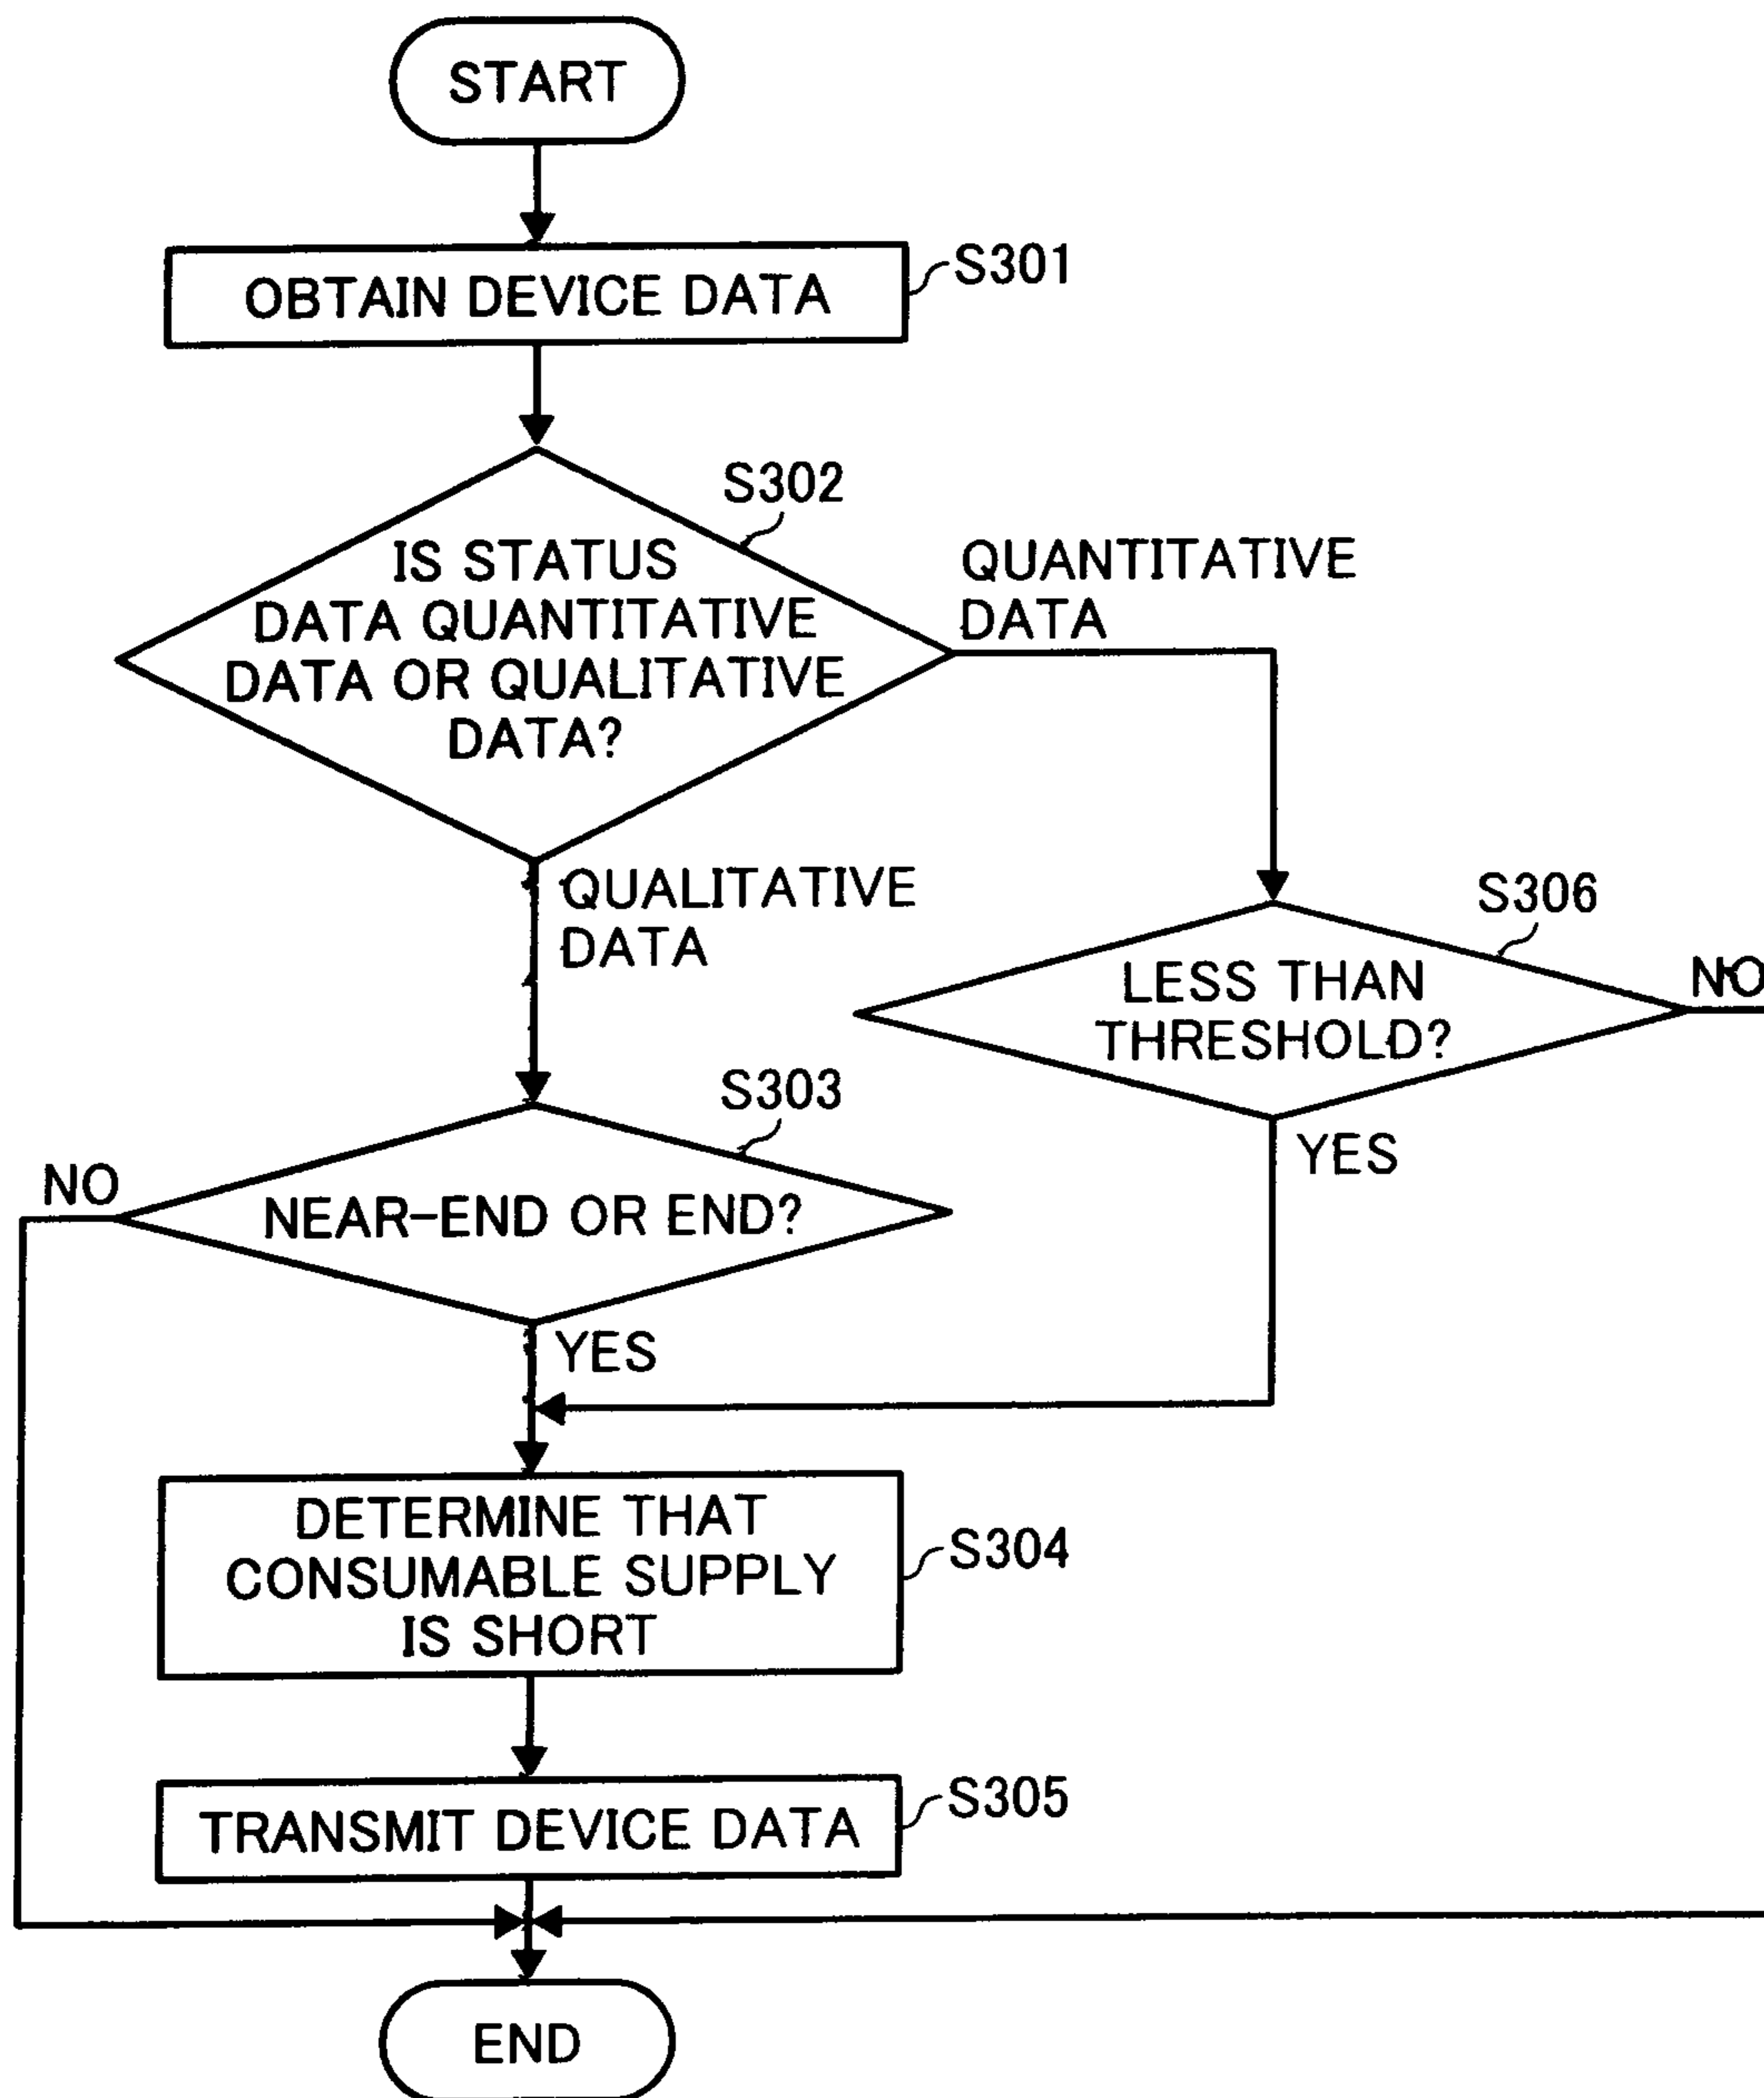 START
OBTAIN DEVICE DATA
S301
S302
IS STATUS
DATA QUANTITATIVE
DATA OR QUALITATIVE
DATA?
QUANTITATIVE
DATA
QUALITATIVE
DATA
S306
LESS THAN
THRESHOLD?
NO
YES
S303
NO
NEAR-END OR END?
YES
DETERMINE THAT
CONSUMABLE SUPPLY
IS SHORT
S304
TRANSMIT DEVICE DATA
S305
END